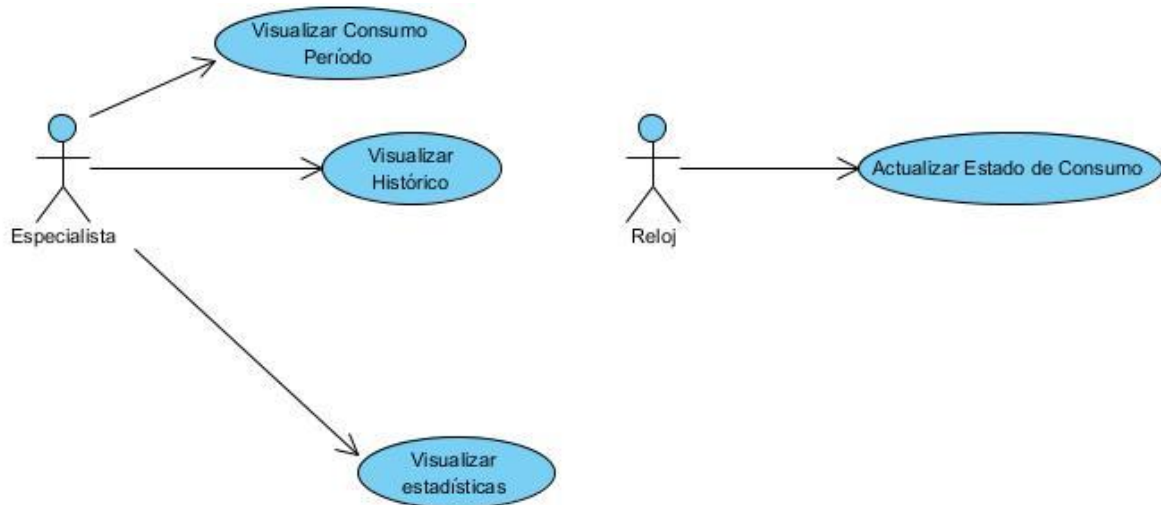 Visualizar Consumo
Período
Visualizar
Histórico
Especialista
Visualizar
estadísticas
Actualizar Estado de Consumo
Reloj